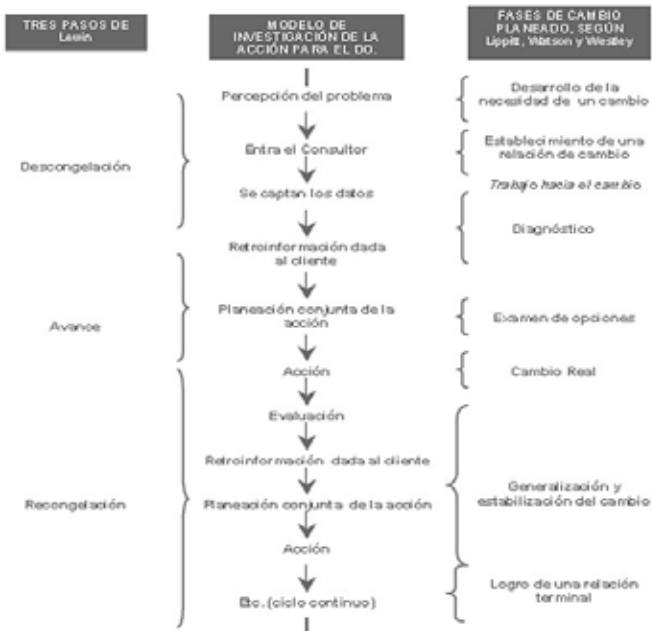 TRES PASOS DE
Lewin
MODELO DE
INVESTIGACIÓN DE LA
ACCIÓN PARA EL DO.
FASES DE CAMBIO
PLANEADO, SEGÚN
Lippitt, Watson y Westley
Descongelación
Avance
Recongelación
Percepción del problema
Entra el Consultor
Se captan los datos
Retroinformación dada
al cliente
Planeación conjunta de la
acción
Acción
Evaluación
Retroinformación dada al cliente
Planeación conjunta de la acción
Acción
Etc. (ciclo continuo)
Desarrollo de la
necesidad de un cambio
Establecimiento de una
relación de cambio
Trabajo hacia el cambio
Diagnóstico
Examen de opciones
Cambio Real
Generalización y
estabilización del cambio
Logro de una relación
terminal